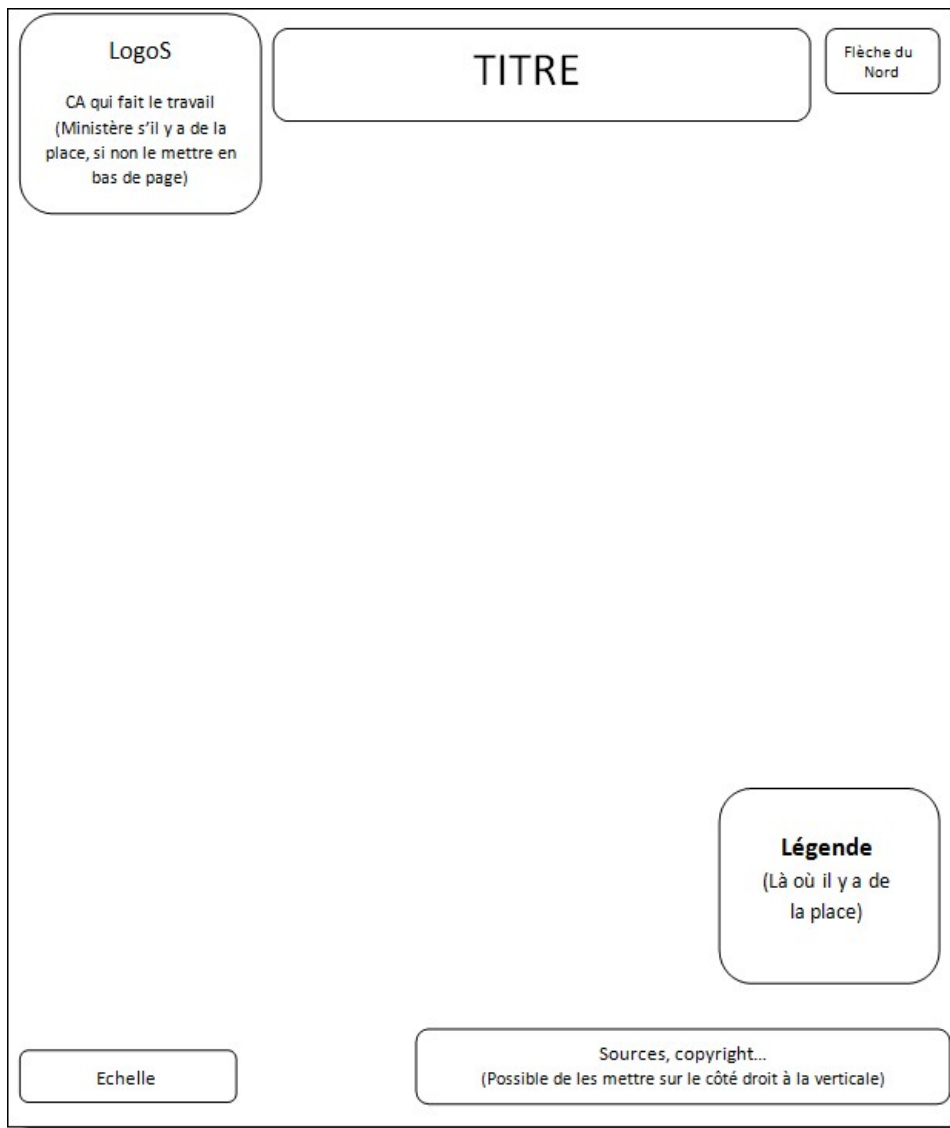 LogoS
CA qui fait le travail
(Ministère s’il y a de la
place, si non le mettre en
bas de page)
TITRE
Flèche du
Nord
Légende
(Là où il y a de
la place)
Echelle
Sources, copyright…
(Possible de les mettre sur le côté droit à la verticale)